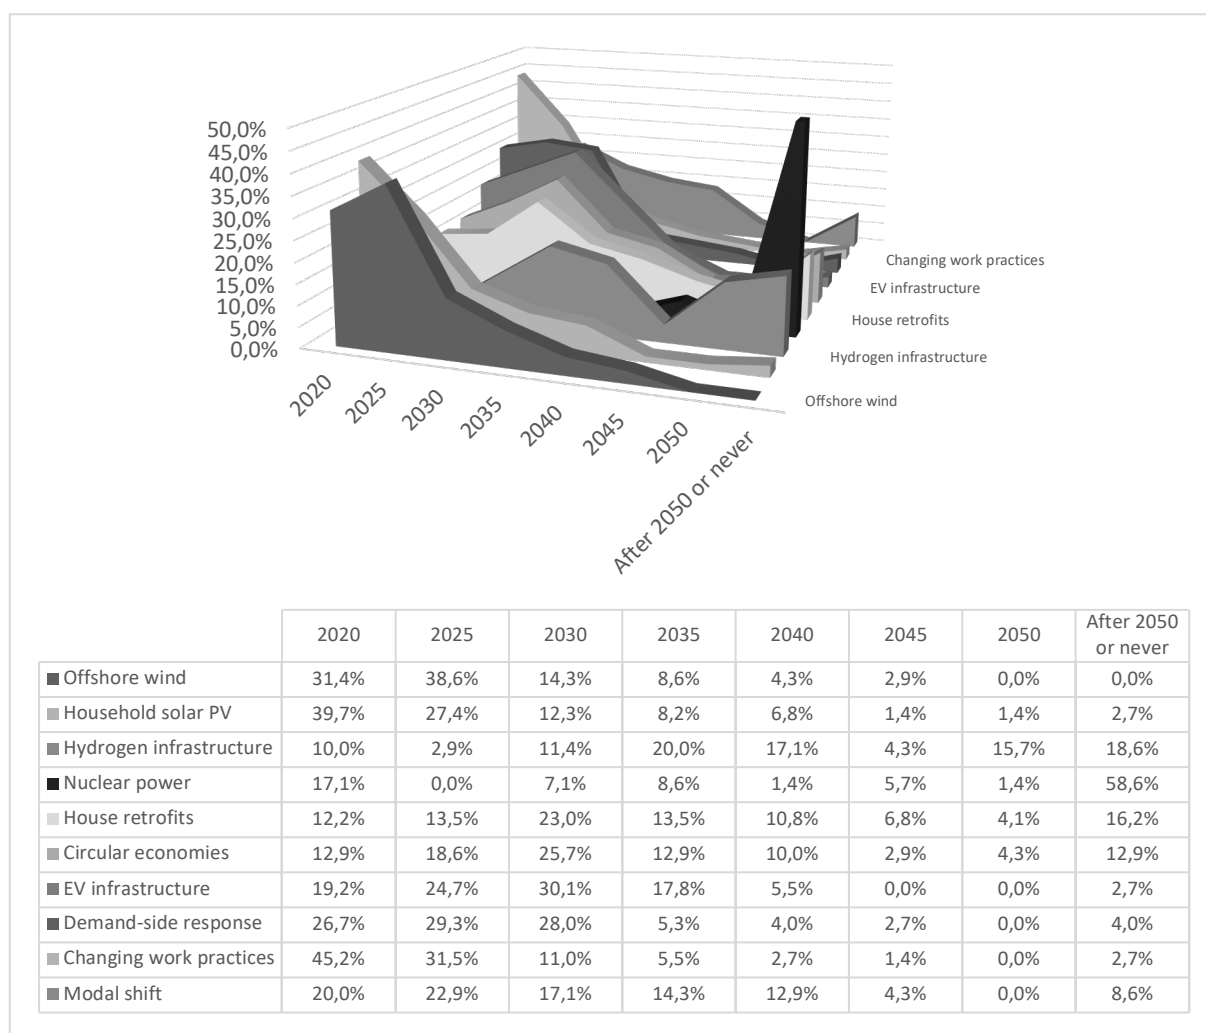 50,0%
45,0%
40,0%
35,0%
30,0%
25,0%
20,0%
15,0%
10,0%
5,0%
0,0%
2020
2025
2030
2035
2040
2045
2050
After 2050 or never
Changing work practices
EV infrastructure
House retrofits
Hydrogen infrastructure
Offshore wind
2020 2025 2030 2035 2040 2045 2050 After 2050
or never
Offshore wind 31,4% 38,6% 14,3% 8,6% 4,3% 2,9% 0,0% 0,0%
Household solar PV 39,7% 27,4% 12,3% 8,2% 6,8% 1,4% 1,4% 2,7%
Hydrogen infrastructure 10,0% 2,9% 11,4% 20,0% 17,1% 4,3% 15,7% 18,6%
Nuclear power 17,1% 0,0% 7,1% 8,6% 1,4% 5,7% 1,4% 58,6%
House retrofits 12,2% 13,5% 23,0% 13,5% 10,8% 6,8% 4,1% 16,2%
Circular economies 12,9% 18,6% 25,7% 12,9% 10,0% 2,9% 4,3% 12,9%
EV infrastructure 19,2% 24,7% 30,1% 17,8% 5,5% 0,0% 0,0% 2,7%
Demand-side response 26,7% 29,3% 28,0% 5,3% 4,0% 2,7% 0,0% 4,0%
Changing work practices 45,2% 31,5% 11,0% 5,5% 2,7% 1,4% 0,0% 2,7%
Modal shift 20,0% 22,9% 17,1% 14,3% 12,9% 4,3% 0,0% 8,6%